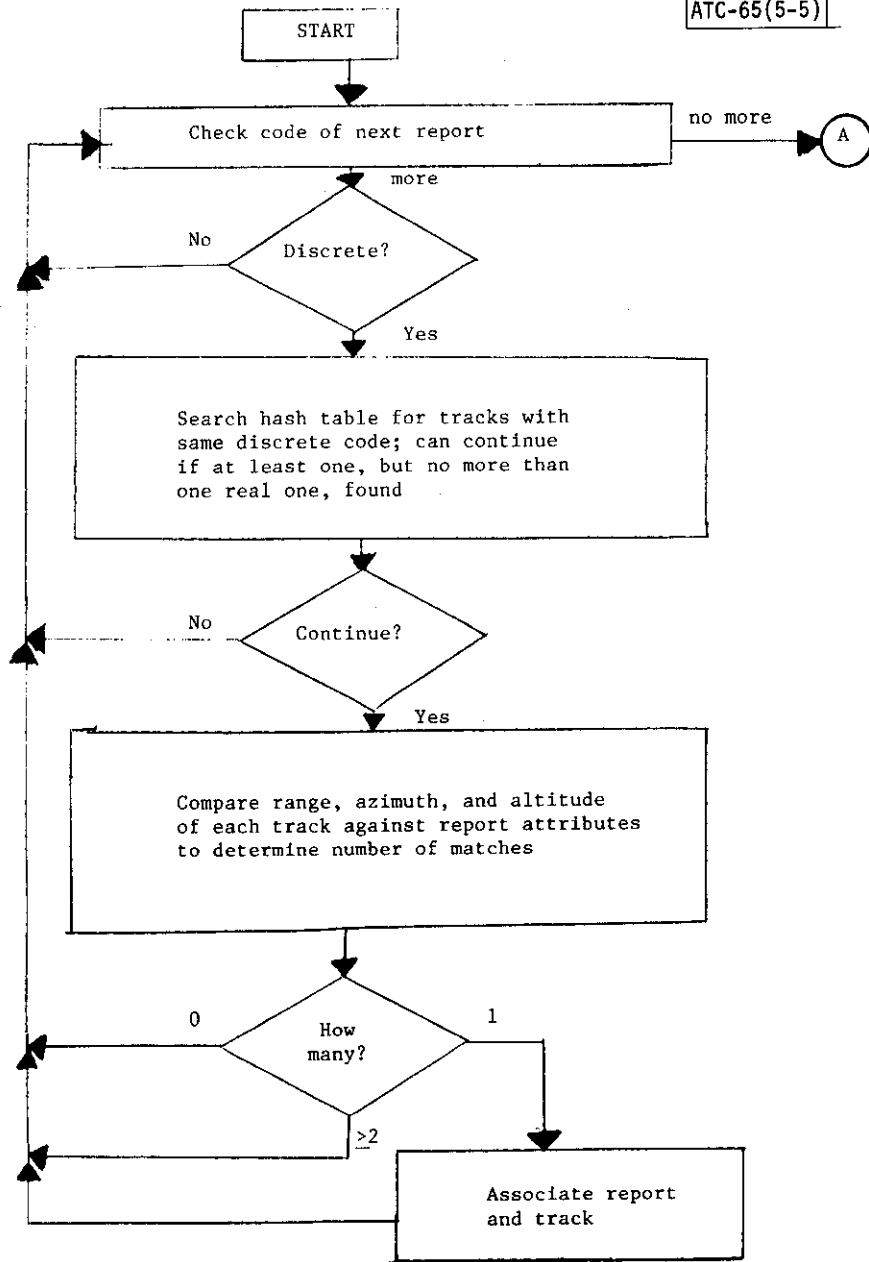 ATC-65(5-5)
START
Check code of next report
no more
A
more
No
Discrete?
Yes
Search hash table for tracks with
same discrete code; can continue
if at least one, but no more than
one real one, found
No
Continue?
Yes
Compare range, azimuth, and altitude
of each track against report attributes
to determine number of matches
0
How
many?
1
≥2
Associate report
and track